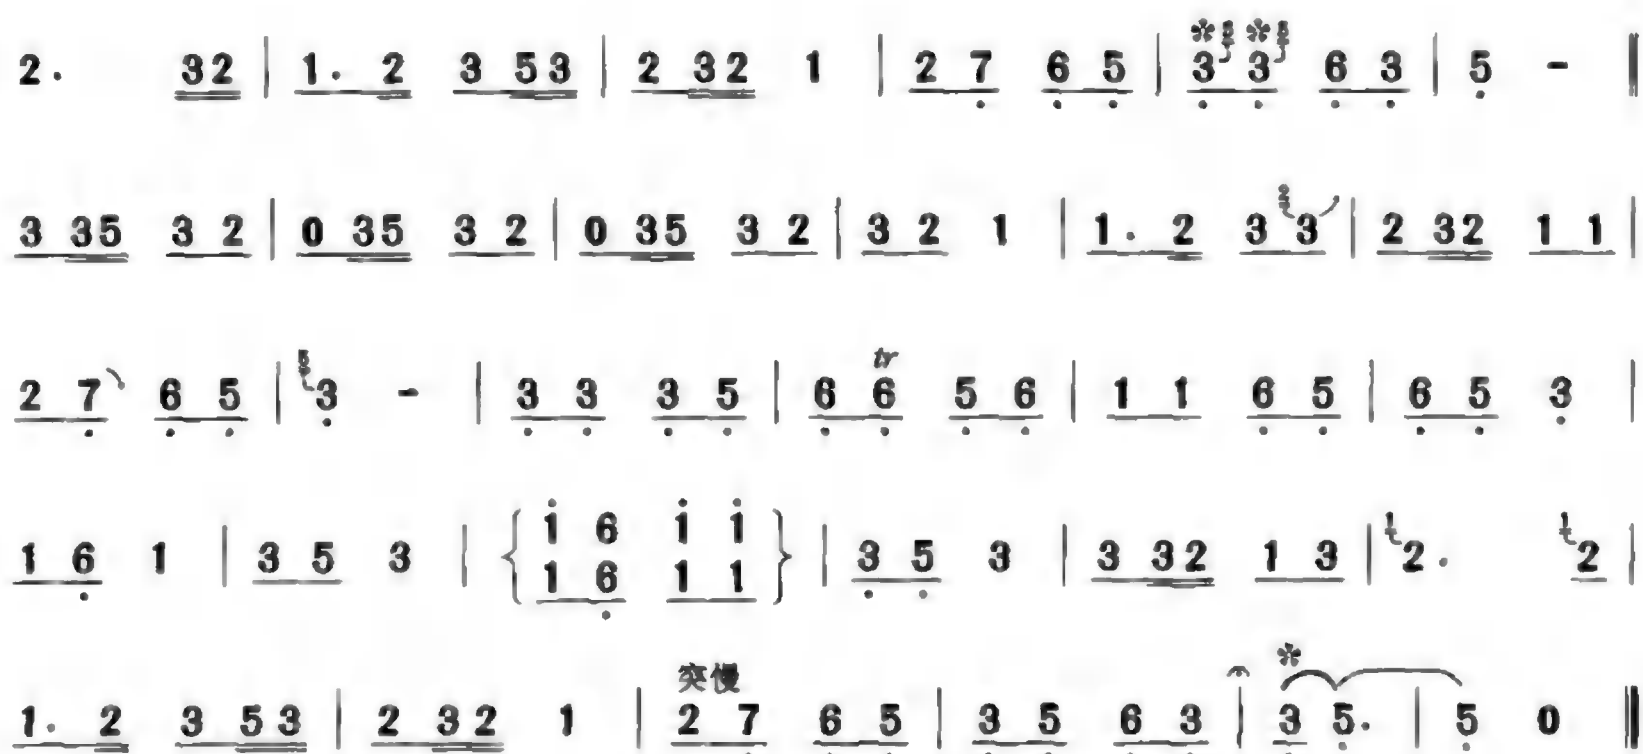 2. 32 | 1. 2 3 53 | 2 32 1 | 2 7 6 5 | 3 3 6 3 | 5 - ‖
3 35 3 2 | 0 35 3 2 | 0 35 3 2 | 3 2 1 | 1. 2 3 3 | 2 32 1 1 |
2 7 6 5 | 3 - | 3 3 3 5 | tr 6 6 5 6 | 1 1 6 5 | 6 5 3 |
1 6 1 | 3 5 3 | { i 6 i i
1 6 1 1 } | 3 5 3 | 3 32 1 3 | 2. 2 |
突慢
1. 2 3 53 | 2 32 1 | 2 7 6 5 | 3 5 6 3 | 3 5. | 5 0 ‖